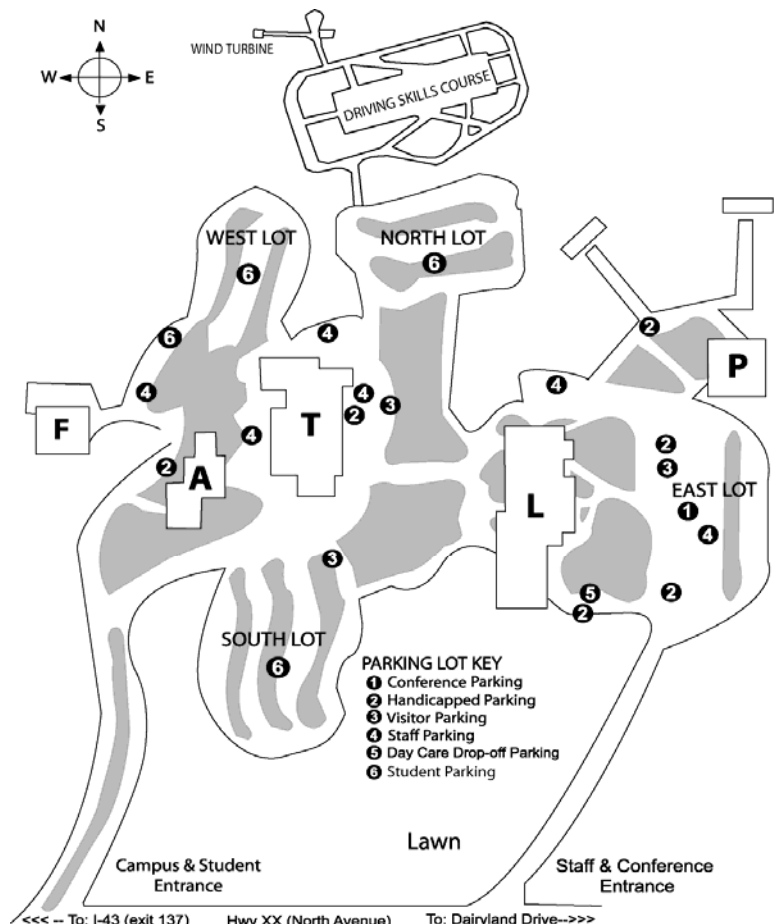 N
W E
S
WIND TURBINE
DRIVING SKILLS COURSE
WEST LOT
NORTH LOT
6
6
2
6
4
P
4
4
4
2
3
F
T
4
2
A
2
3
L
EAST LOT
1
4
3
5
2
2
SOUTH LOT
6
PARKING LOT KEY
1 Conference Parking
2 Handicapped Parking
3 Visitor Parking
4 Staff Parking
5 Day Care Drop-off Parking
6 Student Parking
Lawn
Campus & Student
Entrance
Staff & Conference
Entrance
<<< -- To: I-43 (exit 137) Hwy XX (North Avenue) To: Dairyland Drive-->>>